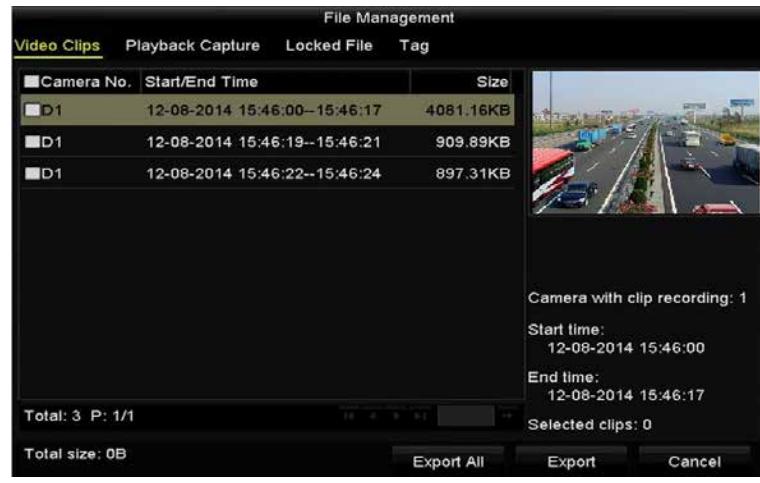 File Management
Video Clips Playback Capture Locked File Tag
Camera No. Start/End Time Size
D1 12-08-2014 15:46:00--15:46:17 4081.16KB
D1 12-08-2014 15:46:19--15:46:21 909.89KB
D1 12-08-2014 15:46:22--15:46:24 897.31KB
Camera with clip recording: 1
Start time:
12-08-2014 15:46:00
End time:
12-08-2014 15:46:17
Total: 3 P: 1/1
Selected clips: 0
Total size: 0B
Export All Export Cancel